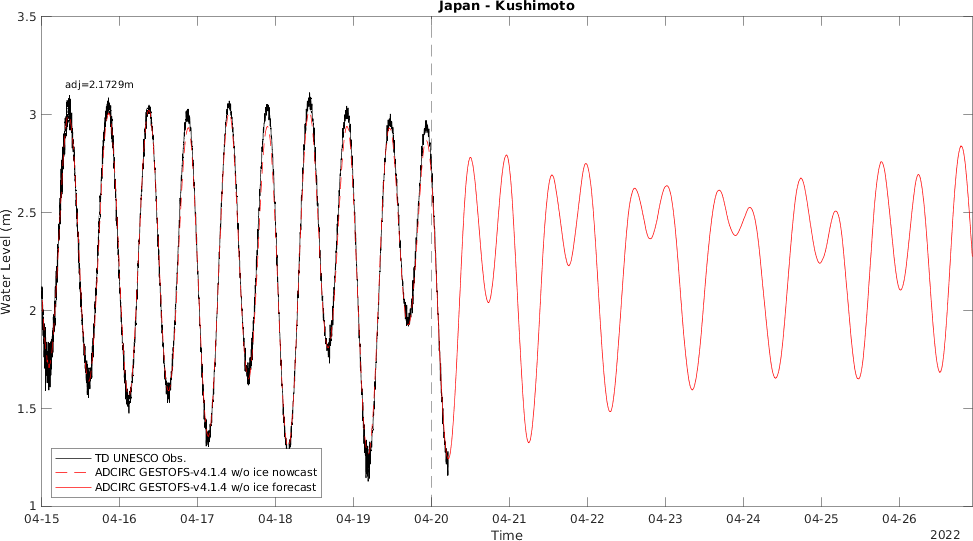 Japan - Kushimoto
3.5
adj=2.1729m
3
2.5
Water Level (m)
2
1.5
TD UNESCO Obs.
ADCIRC GESTOFS-v4.1.4 w/o ice nowcast
ADCIRC GESTOFS-v4.1.4 w/o ice forecast
1
04-15 04-16 04-17 04-18 04-19 04-20 04-21 04-22 04-23 04-24 04-25 04-26
Time
2022